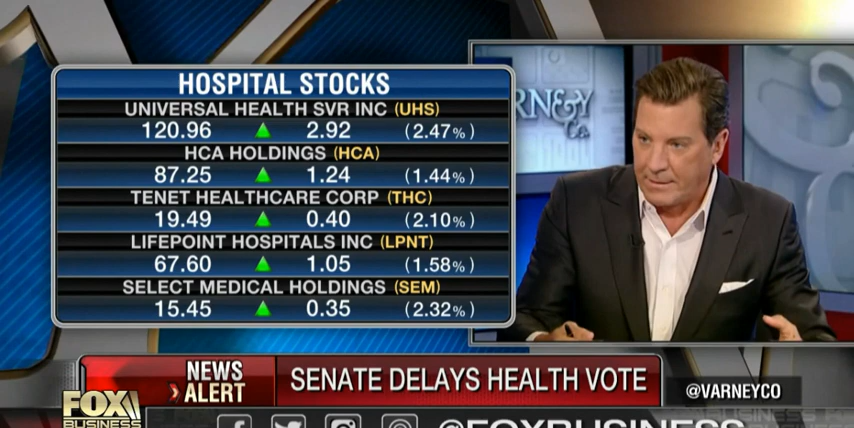 HOSPITAL STOCKS
UNIVERSAL HEALTH SVR INC (UHS)
120.96 ▲ 2.92 (2.47%)
HCA HOLDINGS (HCA)
87.25 ▲ 1.24 (1.44%)
TENET HEALTHCARE CORP (THC)
19.49 ▲ 0.40 (2.10%)
LIFEPOINT HOSPITALS INC (LPNT)
67.60 ▲ 1.05 (1.58%)
SELECT MEDICAL HOLDINGS (SEM)
15.45 ▲ 0.35 (2.32%)
RN&Y
Co.
NEWS
ALERT
SENATE DELAYS HEALTH VOTE
@VARNEYCO
FOX
BUSINESS
@FOXBUSINESS